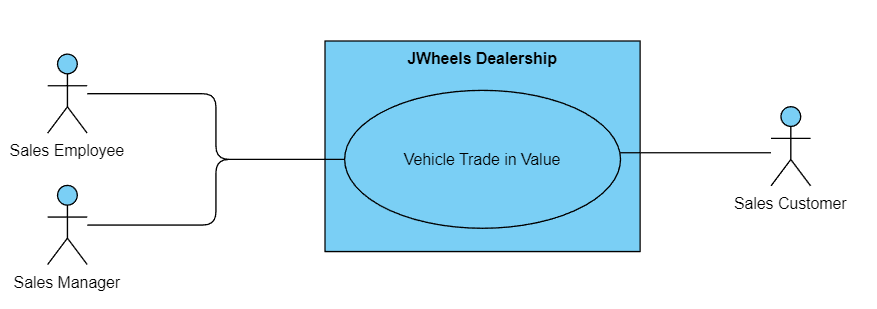 JWheels Dealership
Sales Employee
Vehicle Trade in Value
Sales Customer
Sales Manager